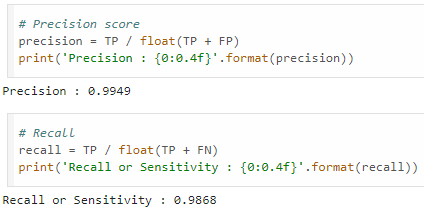 # Precision score
precision = TP / float(TP + FP)
print('Precision : {0:0.4f}'.format(precision))
Precision : 0.9949
# Recall
recall = TP / float(TP + FN)
print('Recall or Sensitivity : {0:0.4f}'.format(recall))
Recall or Sensitivity : 0.9868